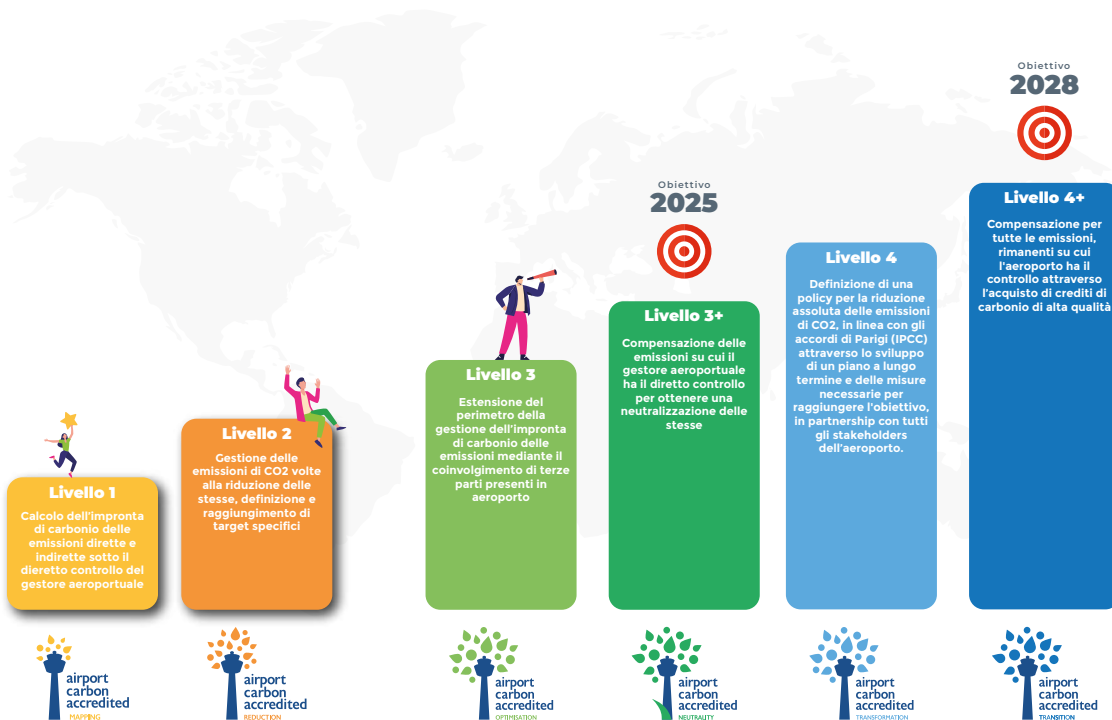 Livello 1
Calcolo dell'impronta
di carbonio delle
emissioni dirette e
indirette sotto il
dieretto controllo del
gestore aeroportuale
airport
carbon
accredited
MAPPING
Livello 2
Gestione delle
emissioni di CO2 volte
alla riduzione delle
stesse, definizione e
raggiungimento di
target specifici
airport
carbon
accredited
REDUCTION
Livello 3
Estensione del
perimetro della
gestione dell'impronta
di carbonio delle
emissioni mediante il
coinvolgimento di terze
parti presenti in
aeroporto
airport
carbon
accredited
OPTIMISATION
Obiettivo
2025
Livello 3+
Compensazione delle
emissioni su cui il
gestore aeroportuale
ha il diretto controllo
per ottenere una
neutralizzazione delle
stesse
airport
carbon
accredited
NEUTRALITY
Livello 4
Definizione di una
policy per la riduzione
assoluta delle emissioni
di CO2, in linea con gli
accordi di Parigi (IPCC)
attraverso lo sviluppo
di un piano a lungo
termine e delle misure
necessarie per
raggiungere l'obiettivo,
in partnership con tutti
gli stakeholders
dell'aeroporto.
airport
carbon
accredited
TRANSFORMATION
Obiettivo
2028
Livello 4+
Compensazione per
tutte le emissioni,
rimanenti su cui
l'aeroporto ha il
controllo attraverso
l'acquisto di crediti di
carbonio di alta qualità
airport
carbon
accredited
TRANSITION